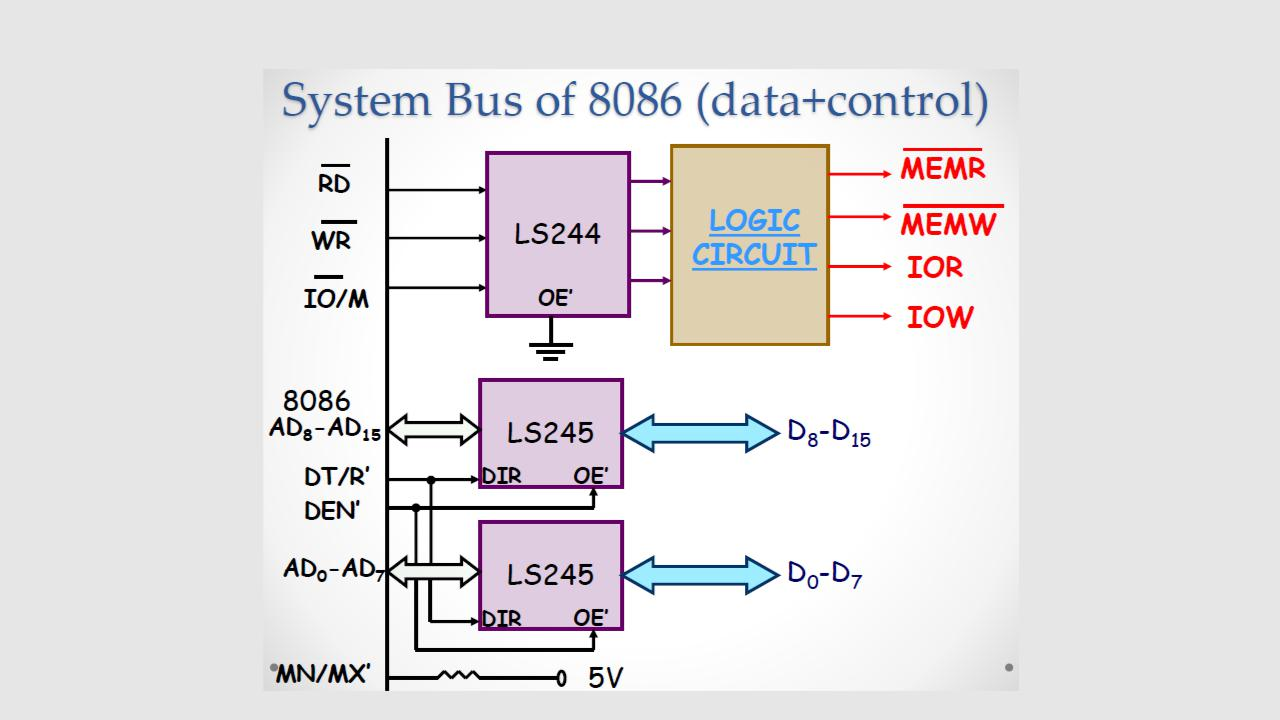 System Bus of 8086 (data+control)
RD
WR
IO/M
LS244
OE'
LOGIC
CIRCUIT
MEMR
MEMW
IOR
IOW
8086
AD8-AD15
LS245
D8-D15
DT/R'
DIR
OE'
DEN'
AD0-AD7
LS245
D0-D7
DIR
OE'
MN/MX'
5V